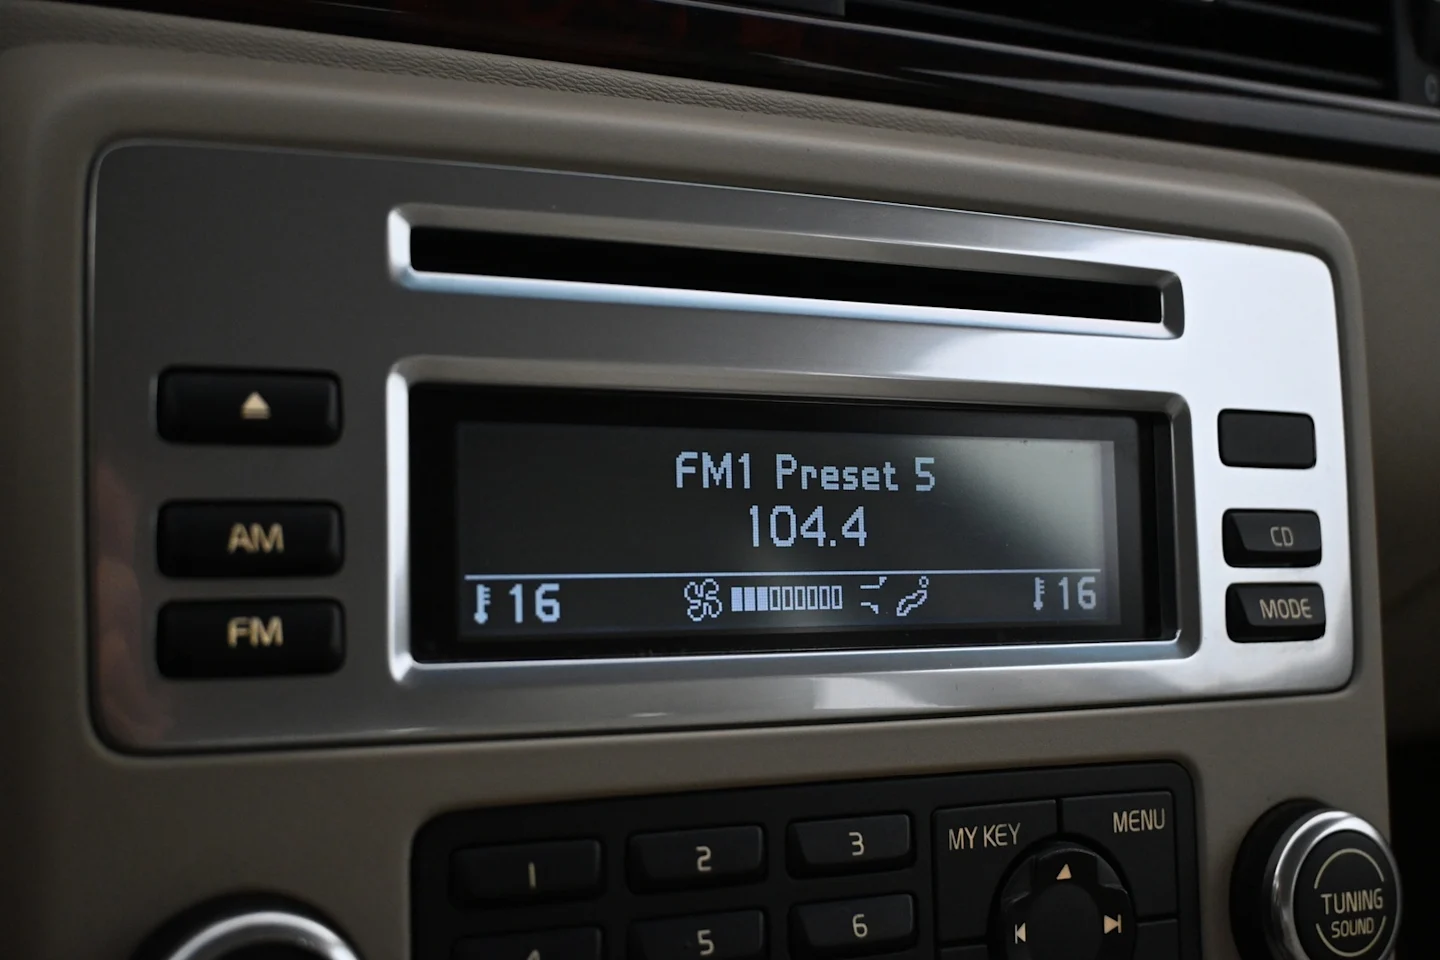 AM
FM
FM1 Preset 5
104.4
16 16
CD
MODE
1 2 3
MY KEY
MENU
5 6
TUNING
SOUND